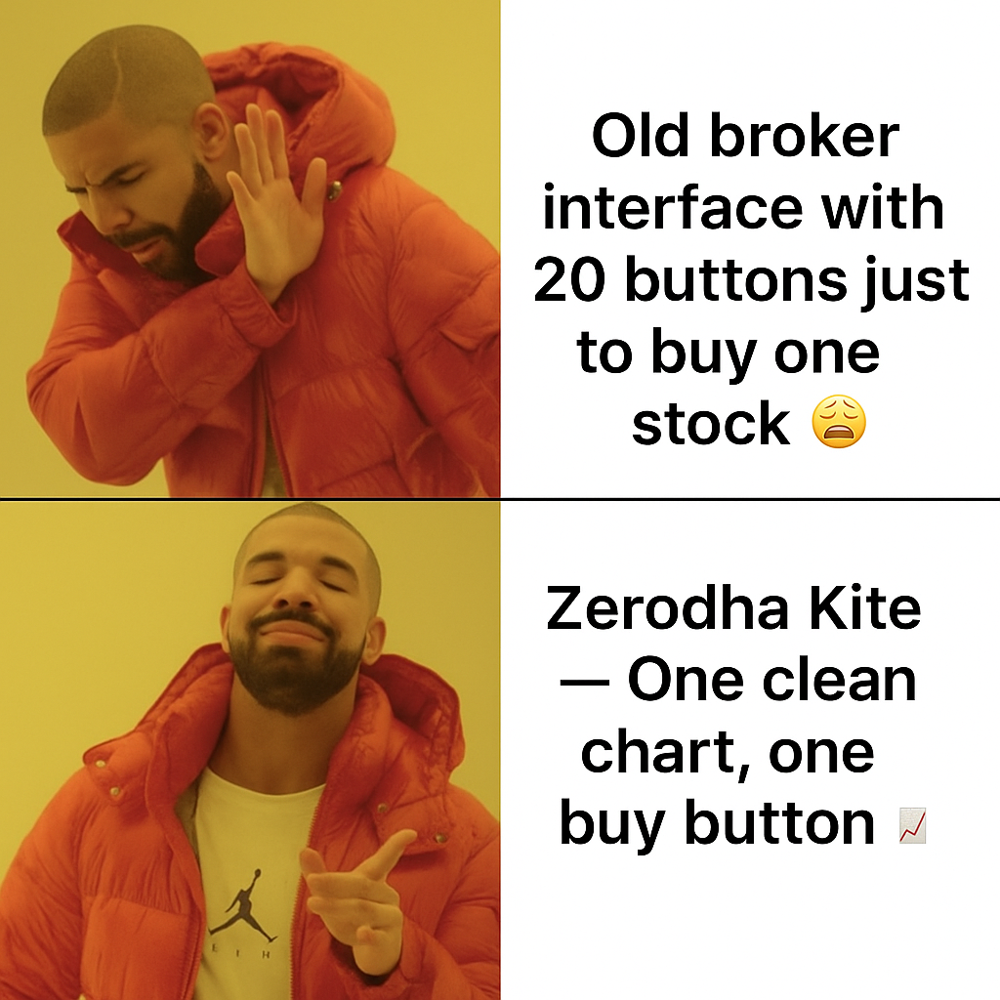 Old broker
interface with
20 buttons just
to buy one
stock 😩
Zerodha Kite
— One clean
chart, one
buy button 📈
E I H